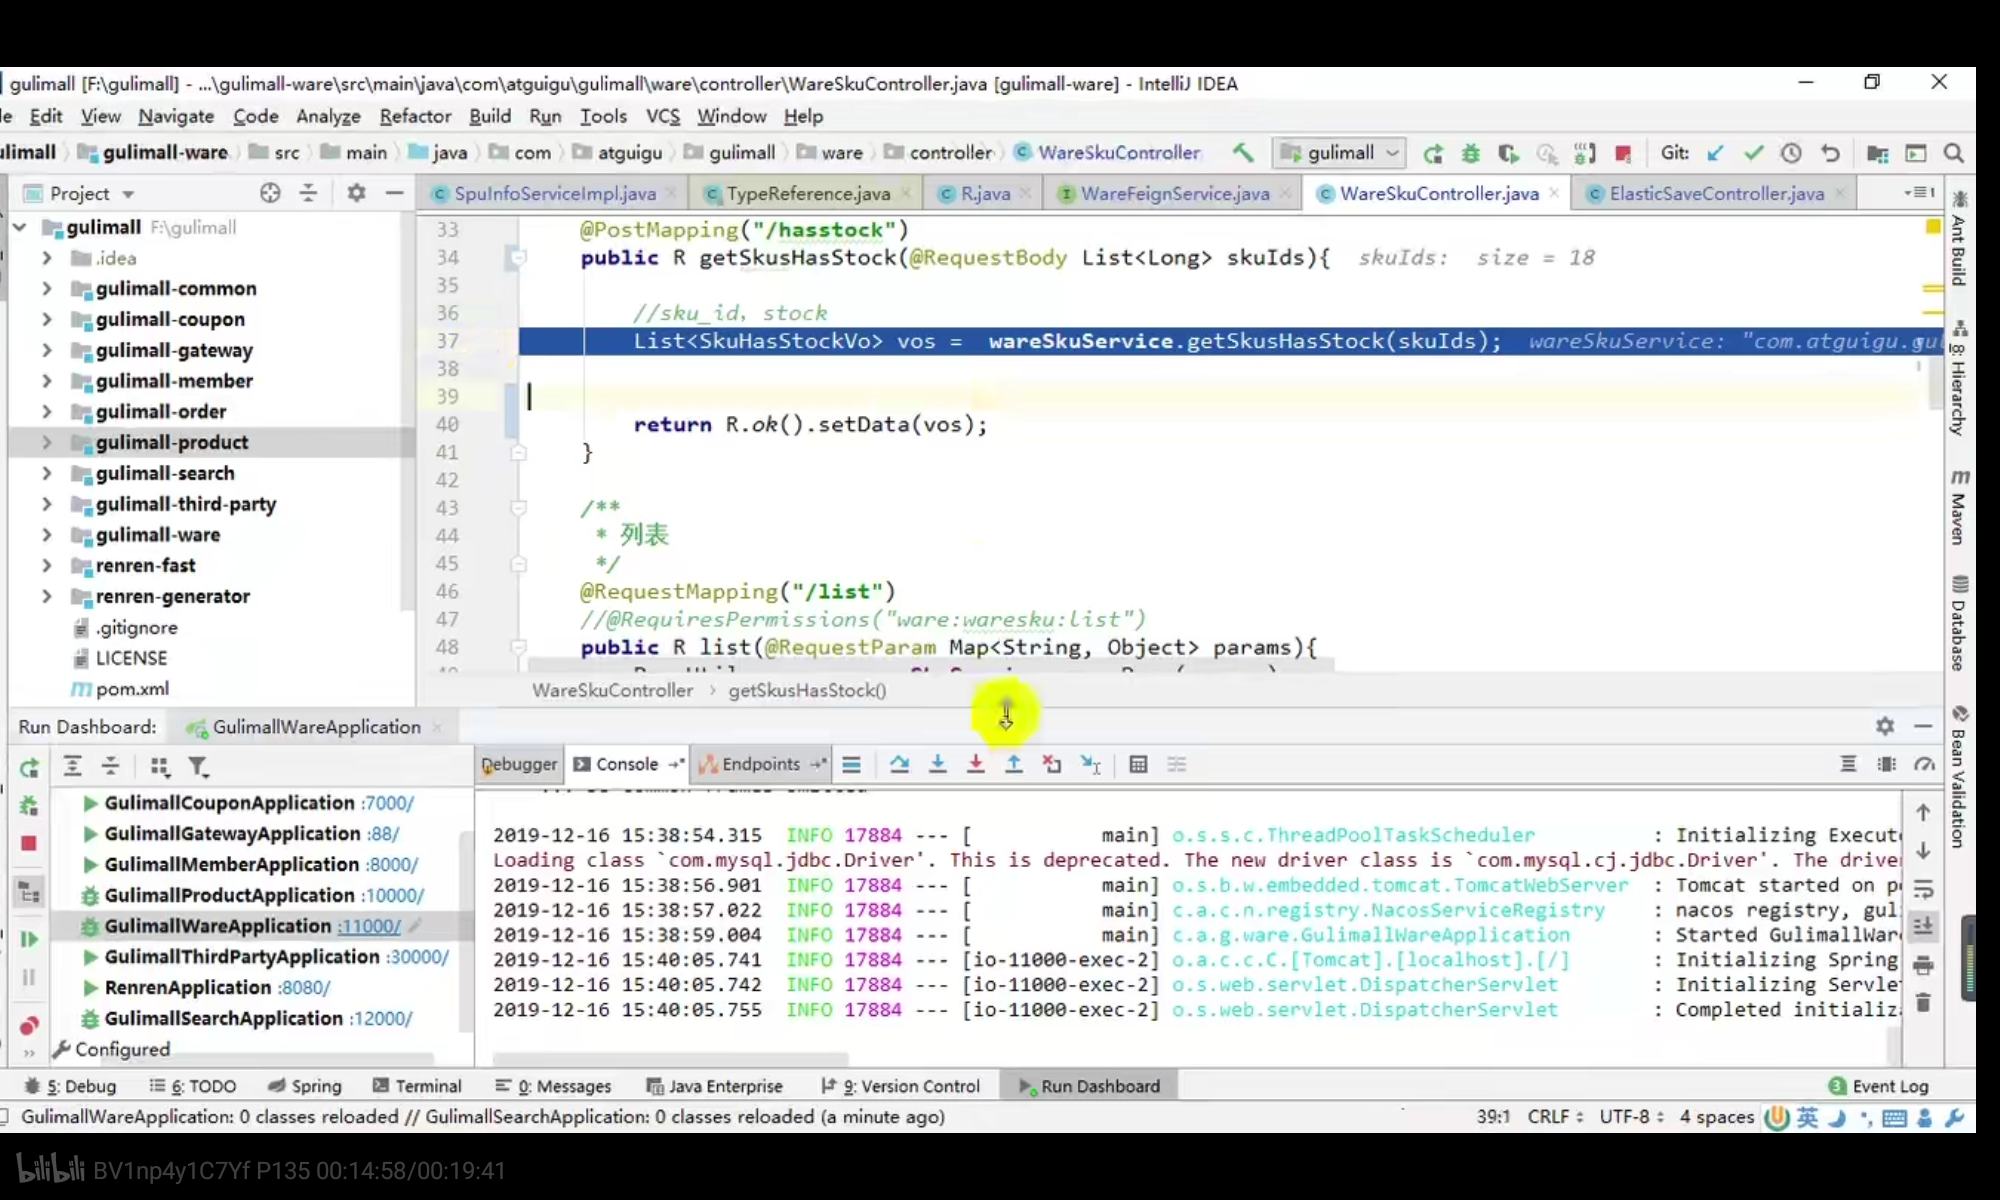 gulimall [F:\gulimall] - ...\gulimall-ware\src\main\java\com\atguigu\gulimall\ware\controller\WareSkuController.java [gulimall-ware] - IntelliJ IDEA
Edit View Navigate Code Analyze Refactor Build Run Tools VCS Window Help
gulimall-ware src main java com atguigu gulimall ware controller WareSkuController gulimall Git:
Project SpuInfoServiceImpl.java TypeReference.java R.java WareFeignService.java WareSkuController.java ElasticSaveController.java
gulimall F:\gulimall
.idea
gulimall-common
gulimall-coupon
gulimall-gateway
gulimall-member
gulimall-order
gulimall-product
gulimall-search
gulimall-third-party
gulimall-ware
renren-fast
renren-generator
.gitignore
LICENSE
pom.xml
33 @PostMapping("/hasstock")
34 public R getSkusHasStock(@RequestBody List<Long> skuIds){ skuIds: size = 18
35
36 //sku_id, stock
37 List<SkuHasStockVo> vos = wareSkuService.getSkusHasStock(skuIds); wareSkuService: "com.atguigu.gul
38
39
40 return R.ok().setData(vos);
41 }
42
43 /**
44 * 列表
45 */
46 @RequestMapping("/list")
47 //@RequiresPermissions("ware:waresku:list")
48 public R list(@RequestParam Map<String, Object> params){
WareSkuController > getSkusHasStock()
Ant Build
8: Hierarchy
Maven
Database
Bean Validation
Run Dashboard: GulimallWareApplication
Debugger Console Endpoints
GulimallCouponApplication :7000/
GulimallGatewayApplication :88/
GulimallMemberApplication :8000/
GulimallProductApplication :10000/
GulimallWareApplication :11000/
GulimallThirdPartyApplication :30000/
RenrenApplication :8080/
GulimallSearchApplication :12000/
Configured
2019-12-16 15:38:54.315 INFO 17884 --- [ main] o.s.s.c.ThreadPoolTaskScheduler : Initializing Execut
Loading class `com.mysql.jdbc.Driver'. This is deprecated. The new driver class is `com.mysql.cj.jdbc.Driver'. The drive
2019-12-16 15:38:56.901 INFO 17884 --- [ main] o.s.b.w.embedded.tomcat.TomcatWebServer : Tomcat started on p
2019-12-16 15:38:57.022 INFO 17884 --- [ main] c.a.c.n.registry.NacosServiceRegistry : nacos registry, gul
2019-12-16 15:38:59.004 INFO 17884 --- [ main] c.a.g.ware.GulimallWareApplication : Started GulimallWar
2019-12-16 15:40:05.741 INFO 17884 --- [io-11000-exec-2] o.a.c.c.C.[Tomcat].[localhost].[/] : Initializing Spring
2019-12-16 15:40:05.742 INFO 17884 --- [io-11000-exec-2] o.s.web.servlet.DispatcherServlet : Initializing Servle
2019-12-16 15:40:05.755 INFO 17884 --- [io-11000-exec-2] o.s.web.servlet.DispatcherServlet : Completed initializ
5: Debug 6: TODO Spring Terminal 0: Messages Java Enterprise 9: Version Control Run Dashboard 3 Event Log
GulimallWareApplication: 0 classes reloaded // GulimallSearchApplication: 0 classes reloaded (a minute ago) 39:1 CRLF UTF-8 4 spaces 英
bilibili BV1np4y1C7Yf P135 00:14:58/00:19:41